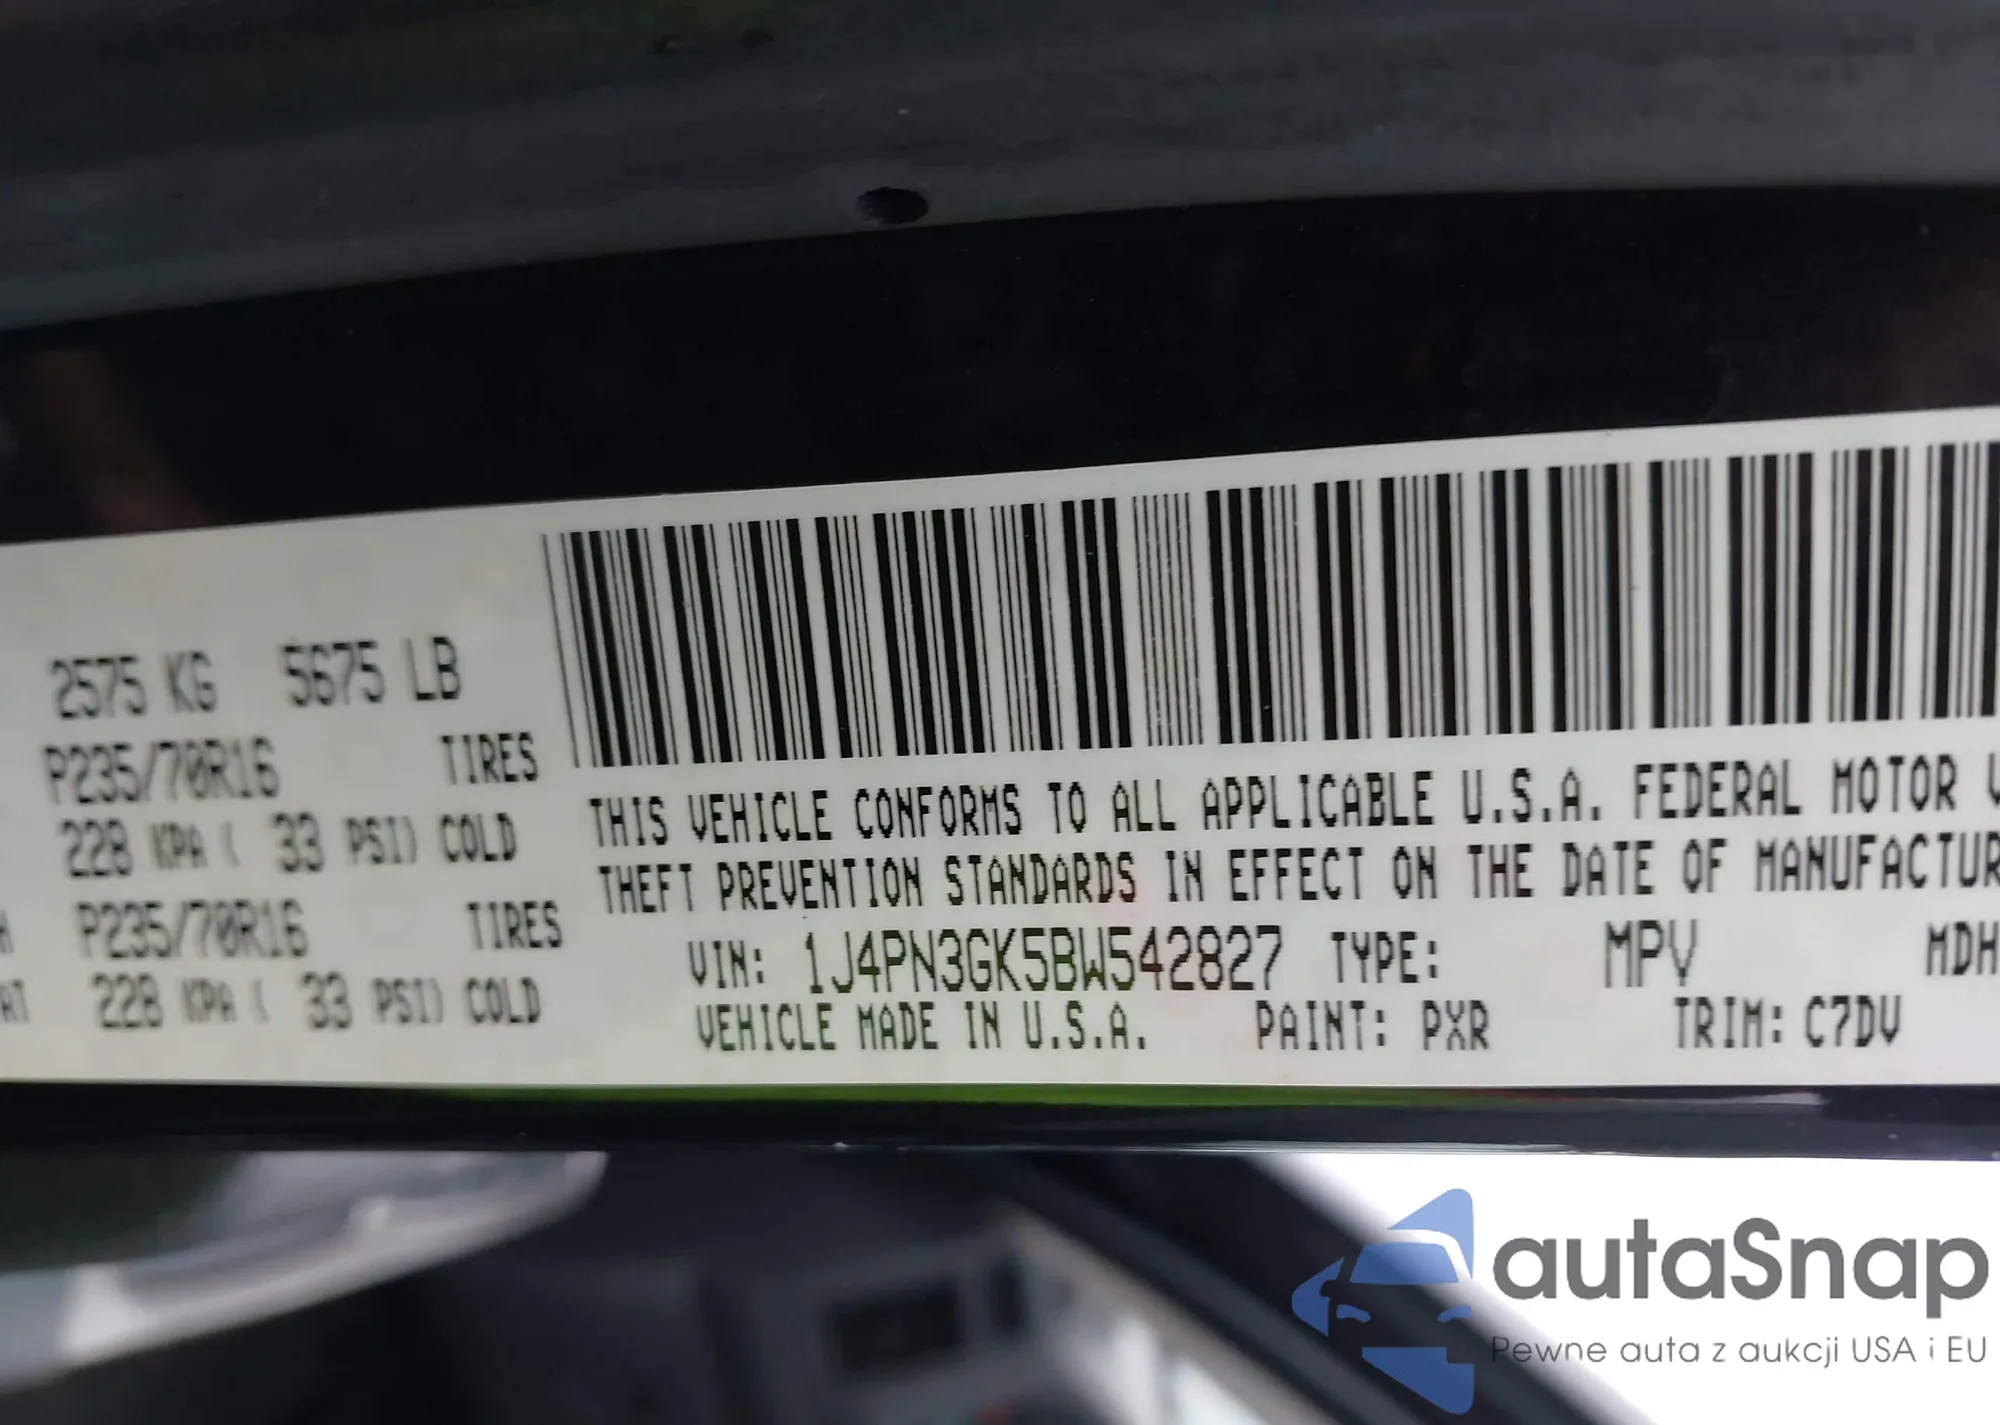 2575 KG 5675 LB
P235/70R16 TIRES
228 KPA ( 33 PSI) COLD
P235/70R16 TIRES
228 KPA ( 33 PSI) COLD
THIS VEHICLE CONFORMS TO ALL APPLICABLE U.S.A. FEDERAL MOTOR V
THEFT PREVENTION STANDARDS IN EFFECT ON THE DATE OF MANUFACTUR
VIN: 1J4PN3GK5BW542827 TYPE: MPV MDH
VEHICLE MADE IN U.S.A. PAINT: PXR TRIM: C7DV
autaSnap
Pewne auta z aukcji USA i EU